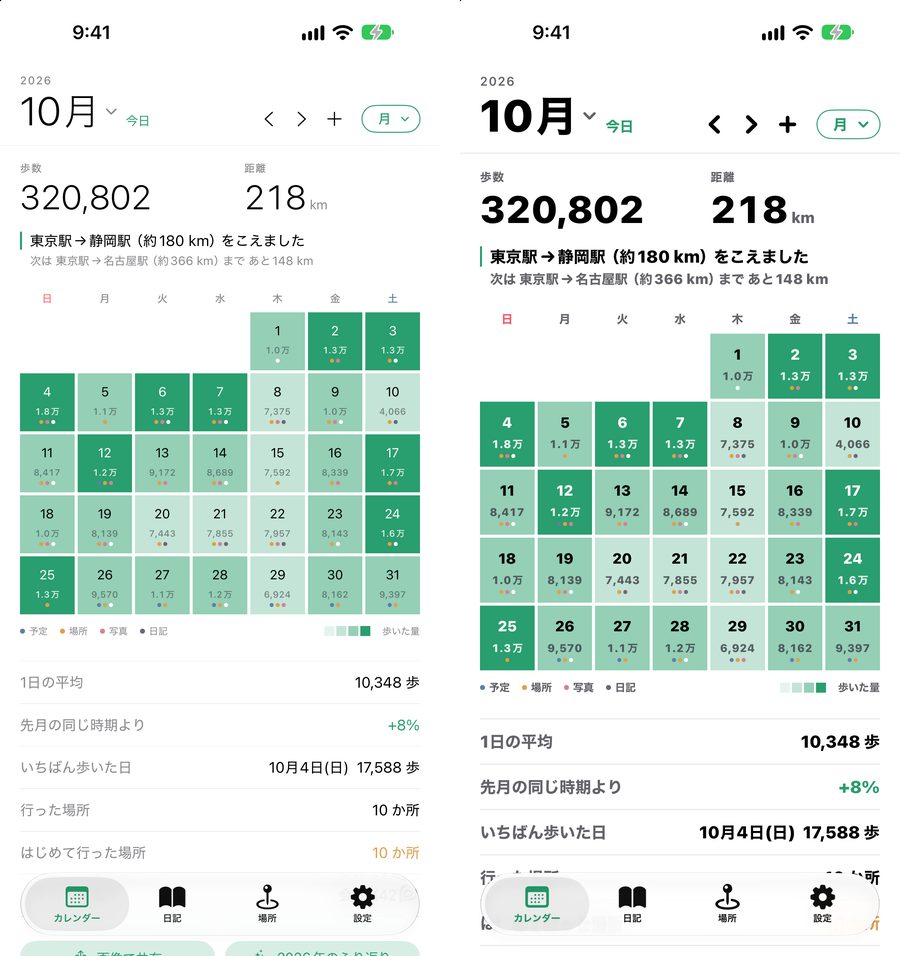 9:41
2026
10月 今日 月
歩数 距離
320,802 218 km
東京駅→静岡駅（約180 km）をこえました
次は 東京駅→名古屋駅（約366 km）まで あと148 km
日 月 火 水 木 金 土
1 2 3
1.0万 1.3万 1.3万
4 5 6 7 8 9 10
1.8万 1.1万 1.3万 1.3万 7,375 1.0万 4,066
11 12 13 14 15 16 17
8,417 1.2万 9,172 8,689 7,592 8,339 1.7万
18 19 20 21 22 23 24
1.0万 8,139 7,443 7,855 7,957 8,143 1.6万
25 26 27 28 29 30 31
1.3万 9,570 1.1万 1.2万 6,924 8,162 9,397
予定 場所 写真 日記 歩いた量
1日の平均 10,348 歩
先月の同じ時期より +8%
いちばん歩いた日 10月4日(日) 17,588 歩
行った場所 10 か所
はじめて行った場所 10 か所
カレンダー 日記 場所 設定
9:41
2026
10月 今日 月
歩数 距離
320,802 218 km
東京駅→静岡駅（約180 km）をこえました
次は 東京駅→名古屋駅（約366 km）まで あと148 km
日 月 火 水 木 金 土
1 2 3
1.0万 1.3万 1.3万
4 5 6 7 8 9 10
1.8万 1.1万 1.3万 1.3万 7,375 1.0万 4,066
11 12 13 14 15 16 17
8,417 1.2万 9,172 8,689 7,592 8,339 1.7万
18 19 20 21 22 23 24
1.0万 8,139 7,443 7,855 7,957 8,143 1.6万
25 26 27 28 29 30 31
1.3万 9,570 1.1万 1.2万 6,924 8,162 9,397
予定 場所 写真 日記 歩いた量
1日の平均 10,348 歩
先月の同じ時期より +8%
いちばん歩いた日 10月4日(日) 17,588 歩
カレンダー 日記 場所 設定